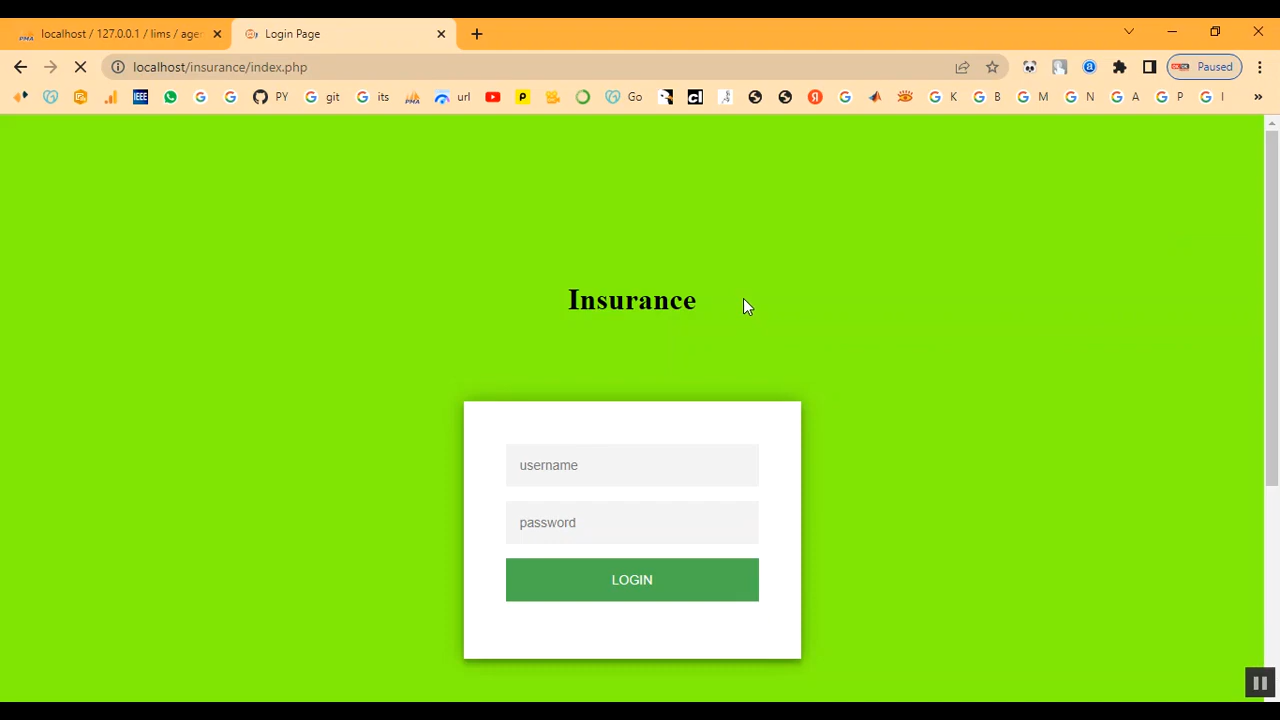 localhost / 127.0.0.1 / lims / age
Login Page
localhost/insurance/index.php
Paused
IEEE
PY
git
its
url
Go
K
B
M
N
A
P
I
»
Insurance
username
password
LOGIN